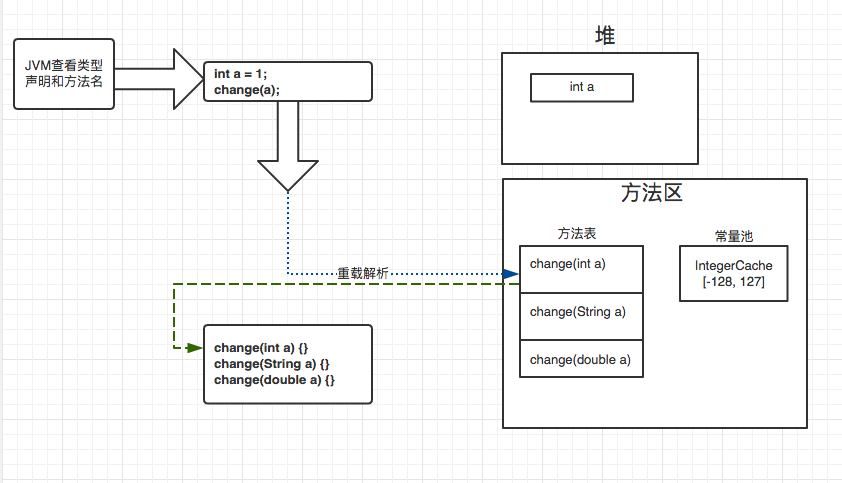 JVM查看类型
声明和方法名
int a = 1;
change(a);
堆
int a
方法区
方法表
常量池
change(int a)
change(String a)
change(double a)
IntegerCache
[-128, 127]
重载解析
change(int a) {}
change(String a) {}
change(double a) {}